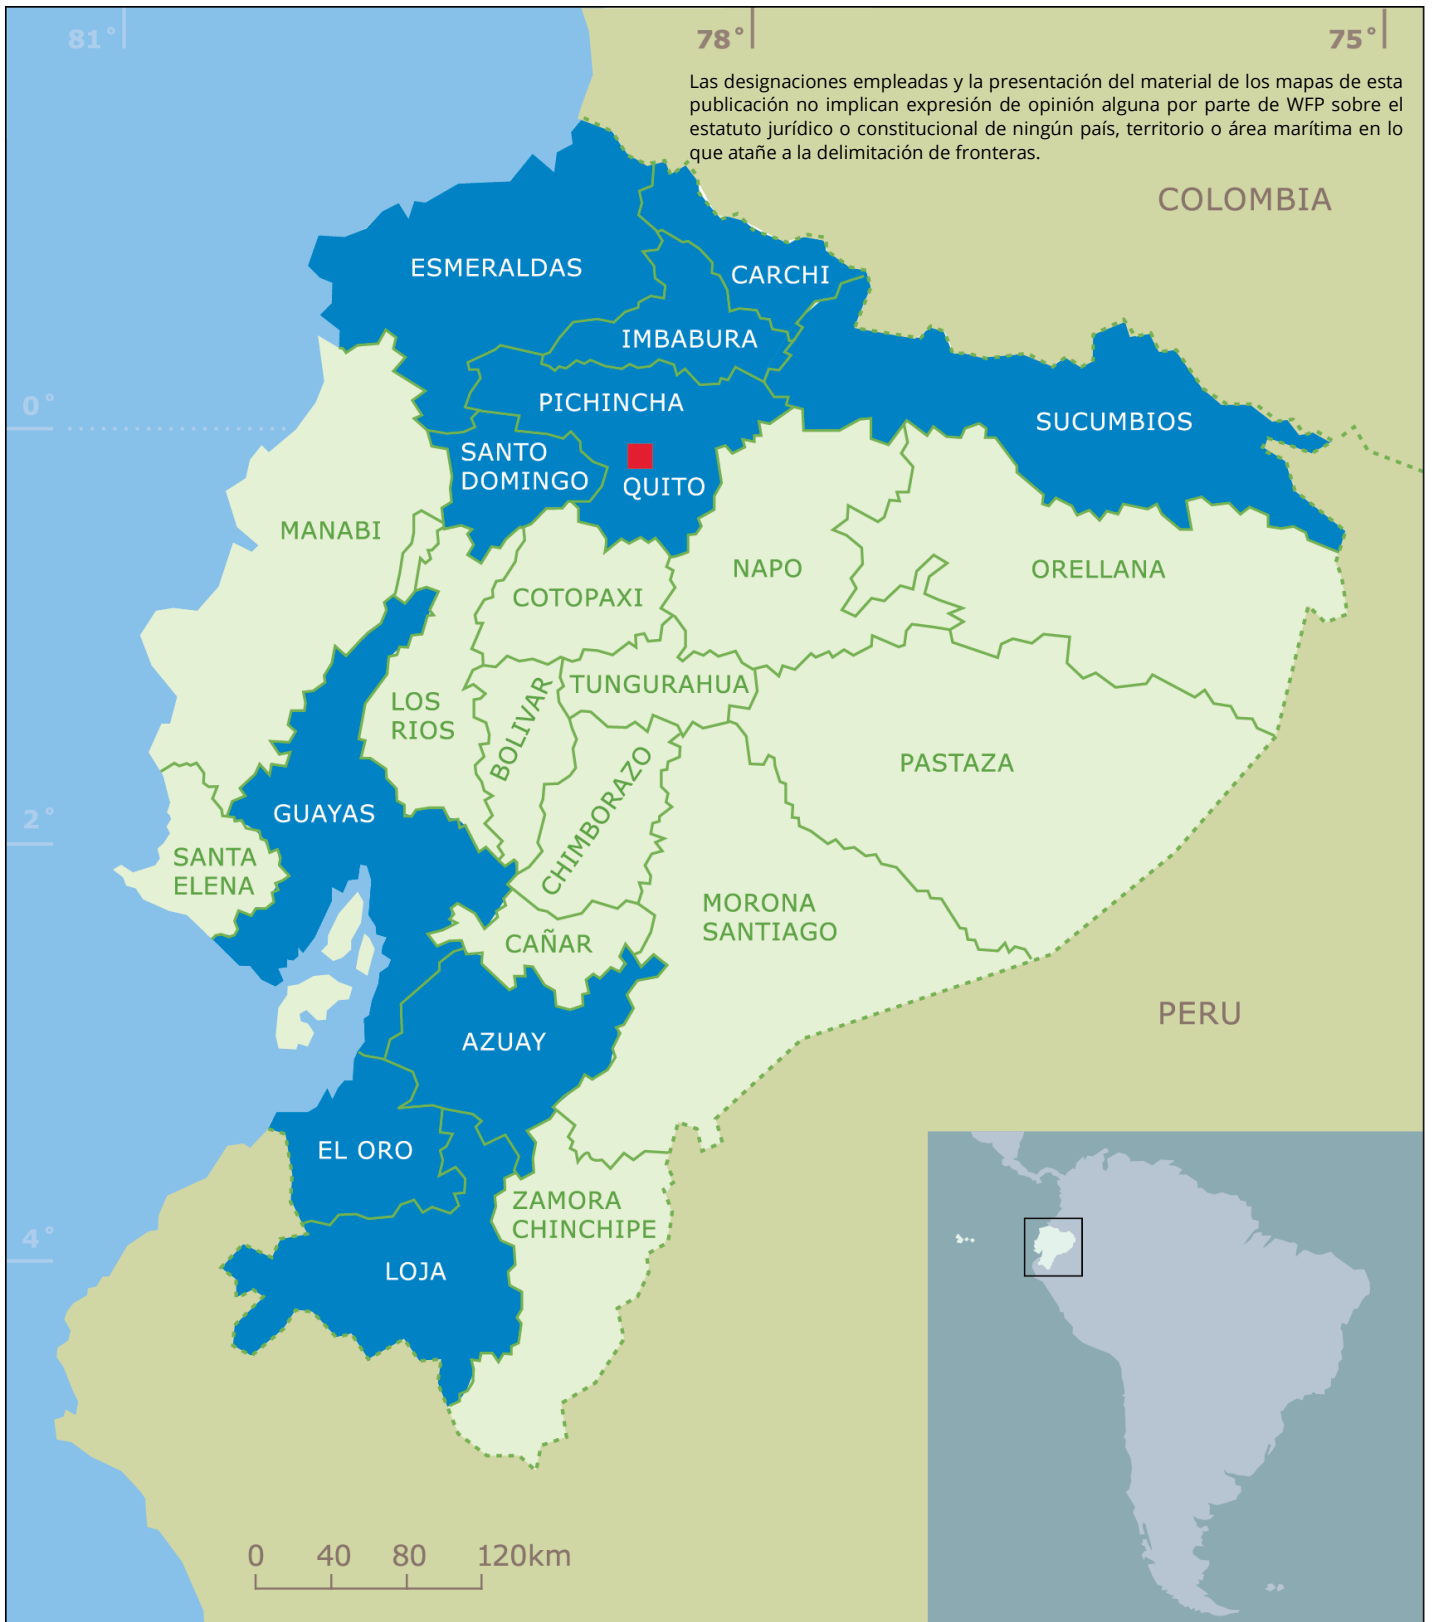 81°
78°
75°
Las designaciones empleadas y la presentación del material de los mapas de esta
publicación no implican expresión de opinión alguna por parte de WFP sobre el
estatuto jurídico o constitucional de ningún país, territorio o área marítima en lo
que atañe a la delimitación de fronteras.
COLOMBIA
ESMERALDAS
CARCHI
IMBABURA
0°
PICHINCHA
SUCUMBIOS
SANTO
DOMINGO
QUITO
MANABI
NAPO
ORELLANA
COTOPAXI
LOS
RIOS
BOLIVAR
TUNGURAHUA
PASTAZA
CHIMBORAZO
2°
GUAYAS
SANTA
ELENA
MORONA
SANTIAGO
CAÑAR
PERU
AZUAY
EL ORO
ZAMORA
CHINCHIPE
4°
LOJA
0 40 80 120km